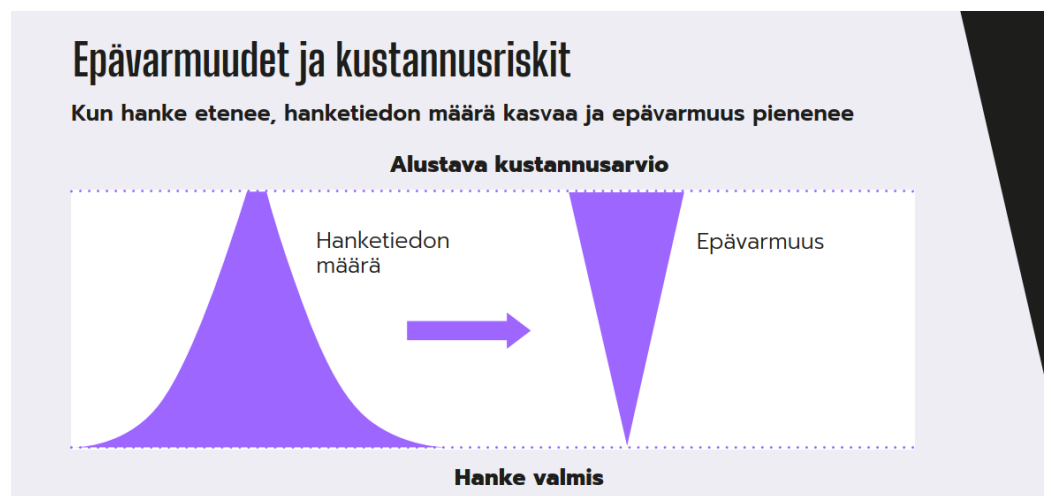 Epävarmuudet ja kustannusriskit
Kun hanke etenee, hanketiedon määrä kasvaa ja epävarmuus pienenee
Alustava kustannusarvio
Hanketiedon
määrä
Epävarmuus
Hanke valmis